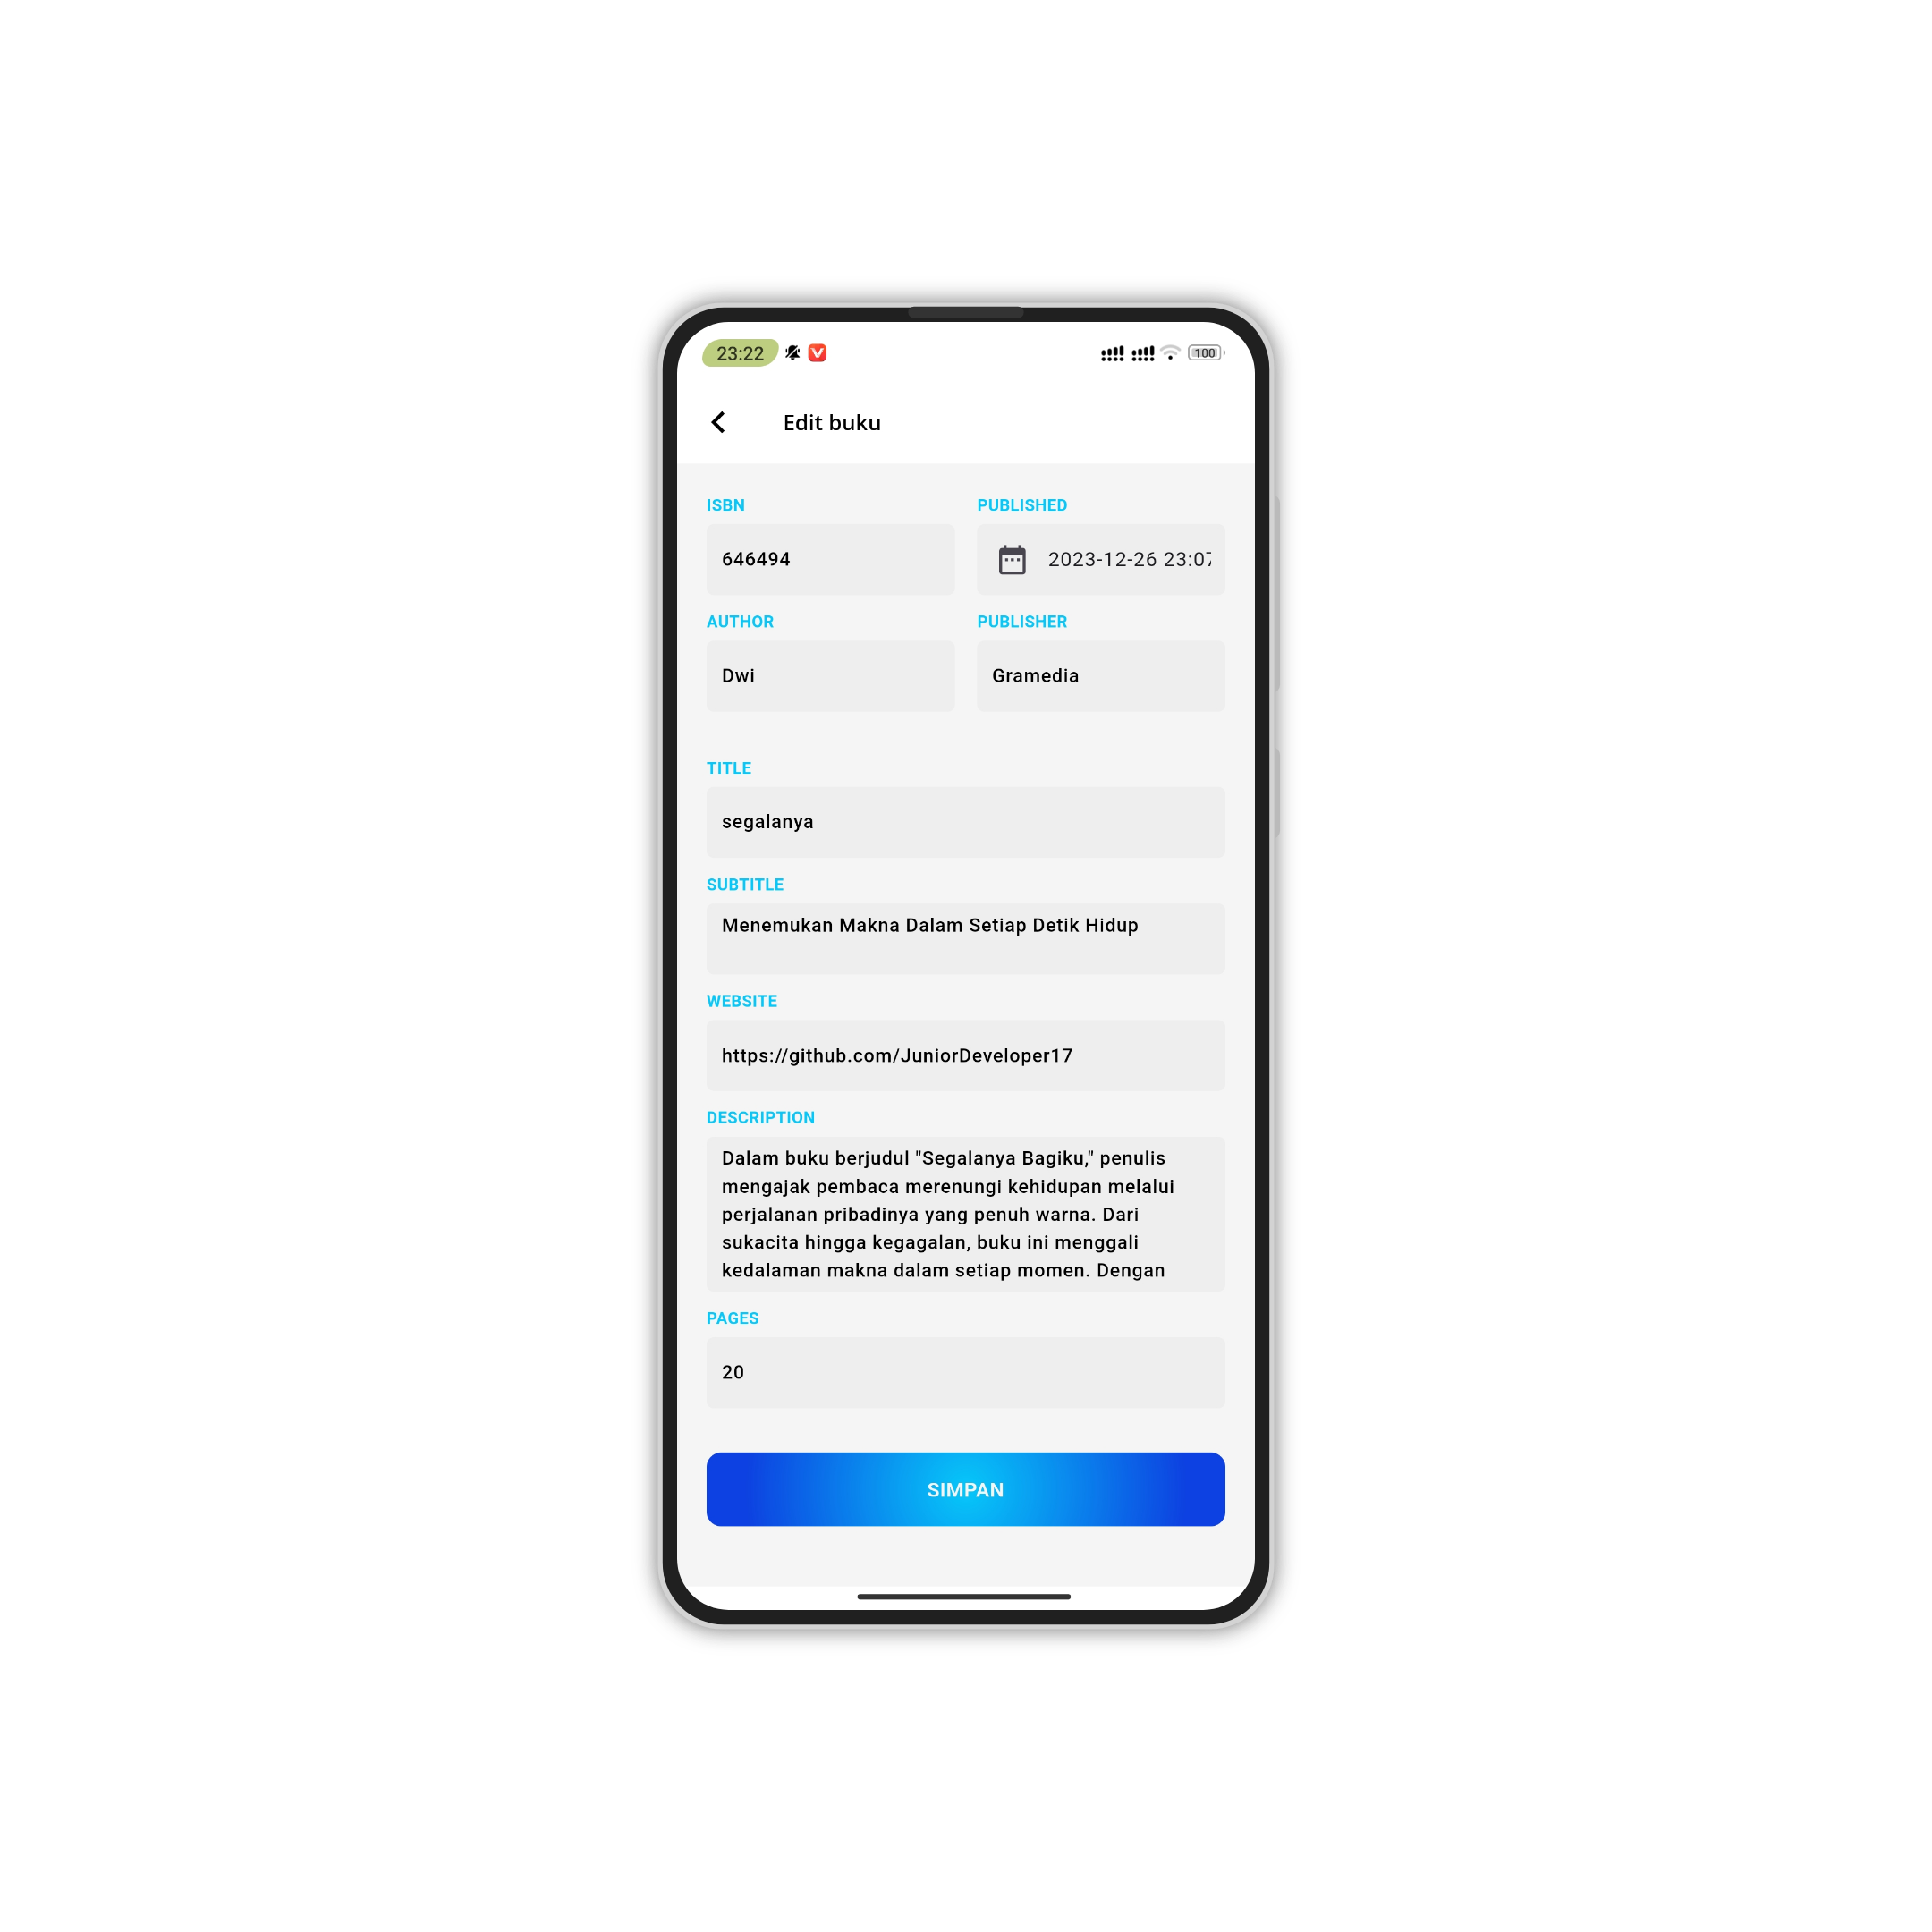 23:22
100
Edit buku
ISBN
PUBLISHED
646494
2023-12-26 23:07
AUTHOR
PUBLISHER
Dwi
Gramedia
TITLE
segalanya
SUBTITLE
Menemukan Makna Dalam Setiap Detik Hidup
WEBSITE
https://github.com/JuniorDeveloper17
DESCRIPTION
Dalam buku berjudul "Segalanya Bagiku," penulis
mengajak pembaca merenungi kehidupan melalui
perjalanan pribadinya yang penuh warna. Dari
sukacita hingga kegagalan, buku ini menggali
kedalaman makna dalam setiap momen. Dengan
PAGES
20
SIMPAN